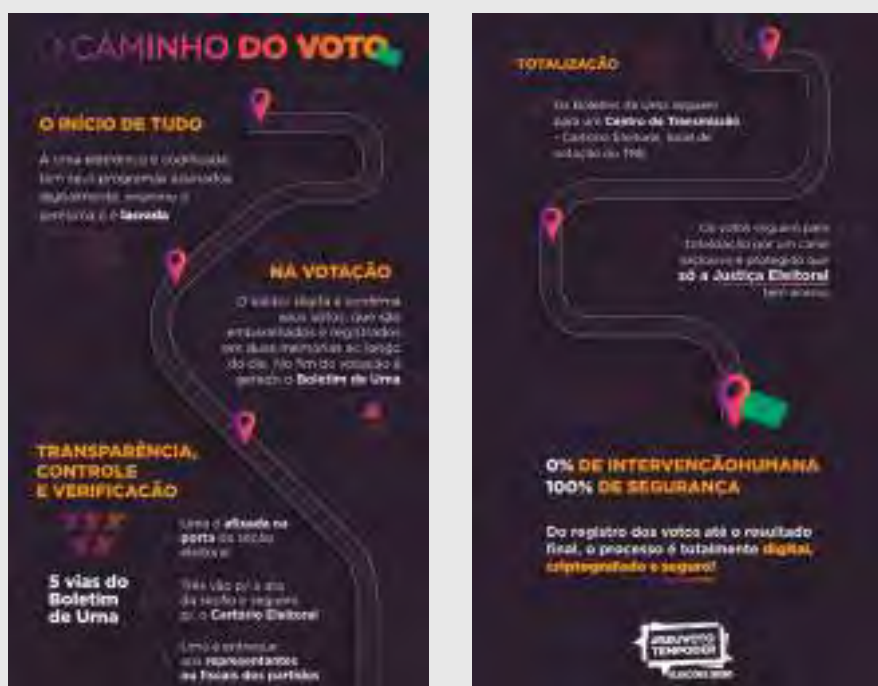 O CAMINHO DO VOTO
O INÍCIO DE TUDO
A urna eletrônica é codificada,
tem seus programas assinados
digitalmente,
e é lacrada
NA VOTAÇÃO
O eleitor digita e confirma
seus votos, que são
embaralhados e registrados
em duas memórias ao longo
do dia. No fim da votação é
gerado o Boletim de Urna
TRANSPARÊNCIA,
CONTROLE
E VERIFICAÇÃO
5 vias do
Boletim
de Urna
Uma é afixada na
porta da seção
eleitoral
Três vão p/ a ata
da seção e seguem
p/ o Cartório Eleitoral
Uma é entregue
aos representantes
ou fiscais dos partidos
TOTALIZAÇÃO
Os Boletins de Urna seguem
para um Centro de Transmissão
- Cartório Eleitoral, local de
votação ou TRE
Os votos seguem para
totalização por um canal
exclusivo e protegido que
só a Justiça Eleitoral
tem acesso
0% DE INTERVENÇÃOHUMANA
100% DE SEGURANÇA
Do registro dos votos até o resultado
final, o processo é totalmente digital,
criptografado e seguro!
#SEUVOTO
TEMPODER
ELEIÇÕES 2020